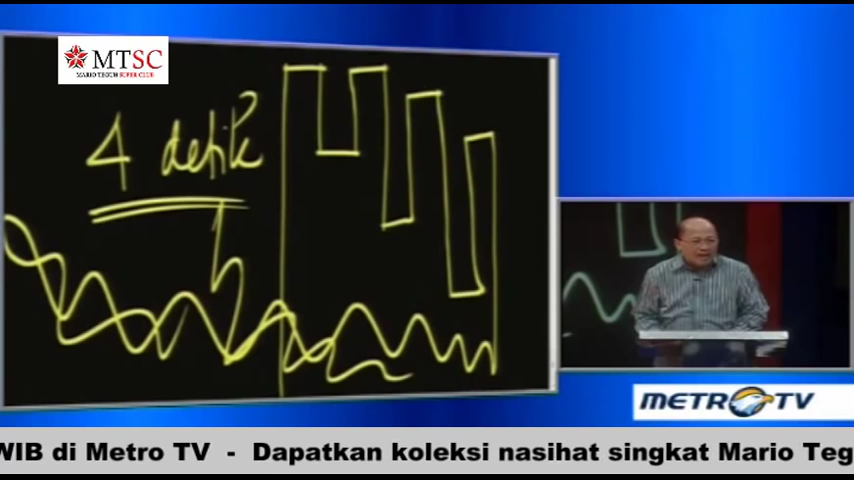 MTSC
MARIO TEGUH SUPER CLUB
4 detik
METRO TV
WIB di Metro TV - Dapatkan koleksi nasihat singkat Mario Teg